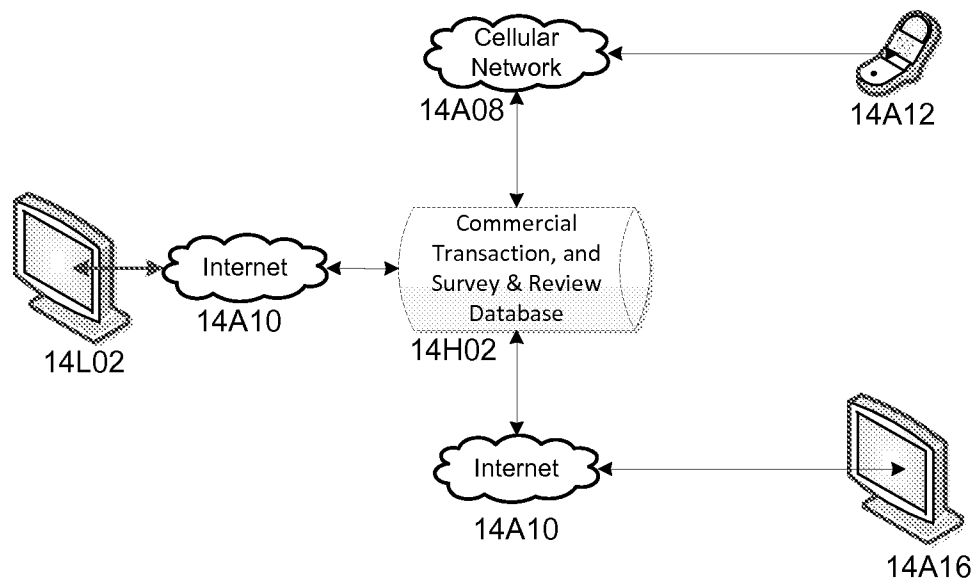 Cellular
Network
14A08
14A12
Commercial
Transaction, and
Survey & Review
Database
14H02
Internet
14A10
14L02
Internet
14A10
14A16